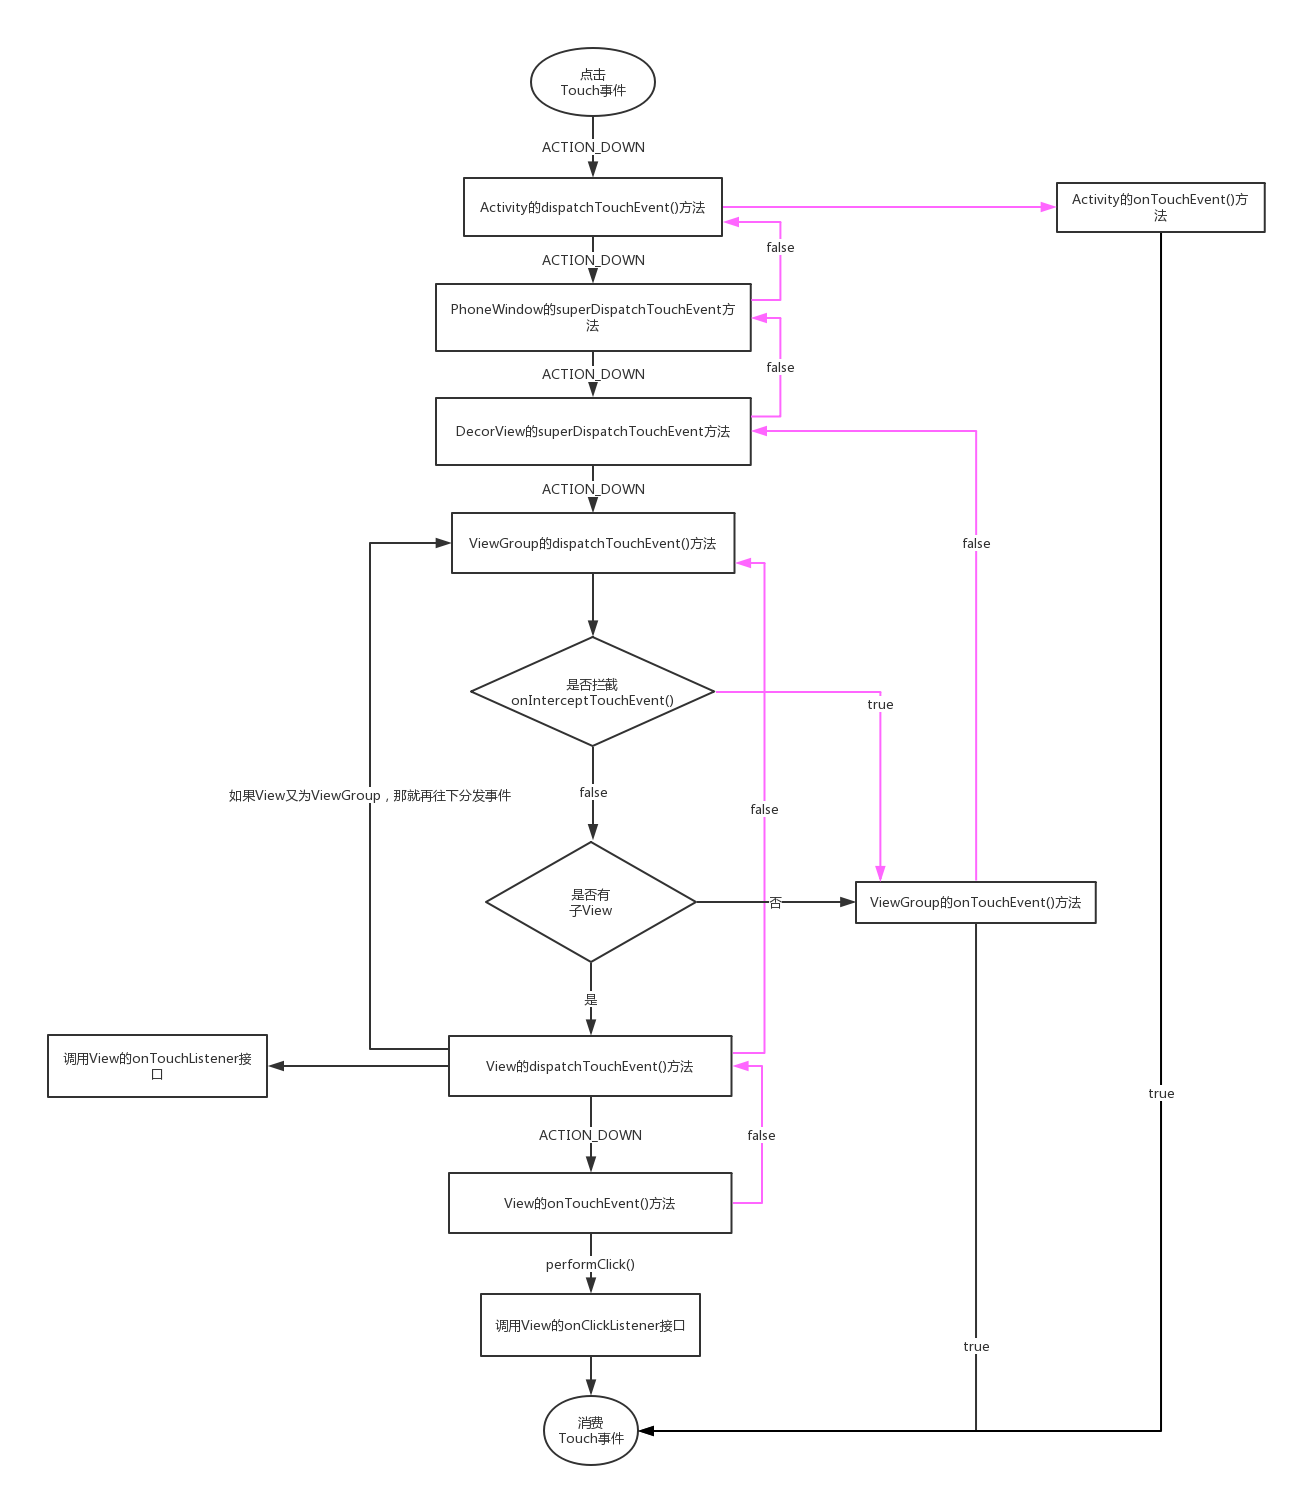 点击
Touch事件
ACTION_DOWN
Activity的dispatchTouchEvent()方法
Activity的onTouchEvent()方
法
false
ACTION_DOWN
PhoneWindow的superDispatchTouchEvent方
法
false
ACTION_DOWN
DecorView的superDispatchTouchEvent方法
ACTION_DOWN
ViewGroup的dispatchTouchEvent()方法
false
是否拦截
onInterceptTouchEvent()
true
false
如果View又为ViewGroup，那就再往下分发事件
false
是否有
子View
否
ViewGroup的onTouchEvent()方法
是
调用View的onTouchListener接
口
View的dispatchTouchEvent()方法
true
ACTION_DOWN
false
View的onTouchEvent()方法
performClick()
调用View的onClickListener接口
true
消费
Touch事件